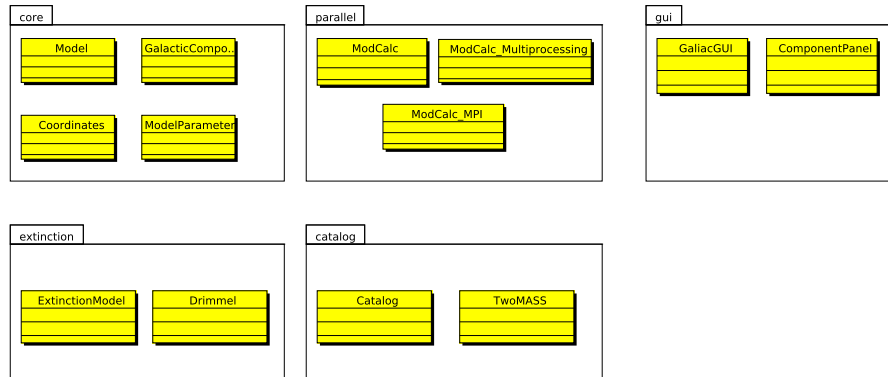 core
parallel
gui
Model
GalacticCompo..
ModCalc
ModCalc_Multiprocessing
GaliacGUI
ComponentPanel
Coordinates
ModelParameter
ModCalc_MPI
extinction
catalog
ExtinctionModel
Drimmel
Catalog
TwoMASS